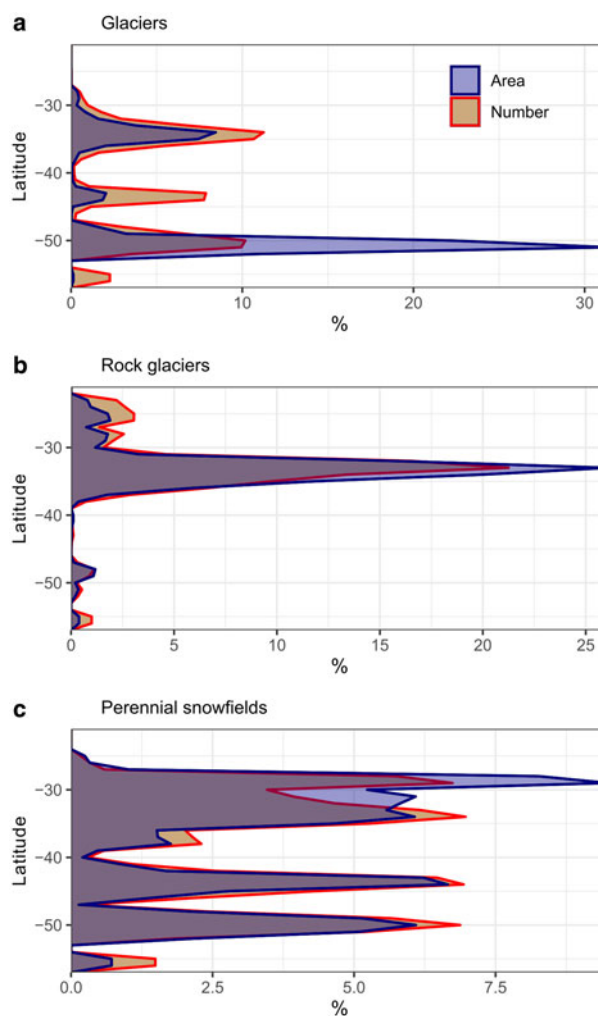 a Glaciers
Area
Number
Latitude
−30
−40
−50
0 10 20 30
%
b Rock glaciers
Latitude
−30
−40
−50
0 5 10 15 20 25
%
c Perennial snowfields
Latitude
−30
−40
−50
0.0 2.5 5.0 7.5
%